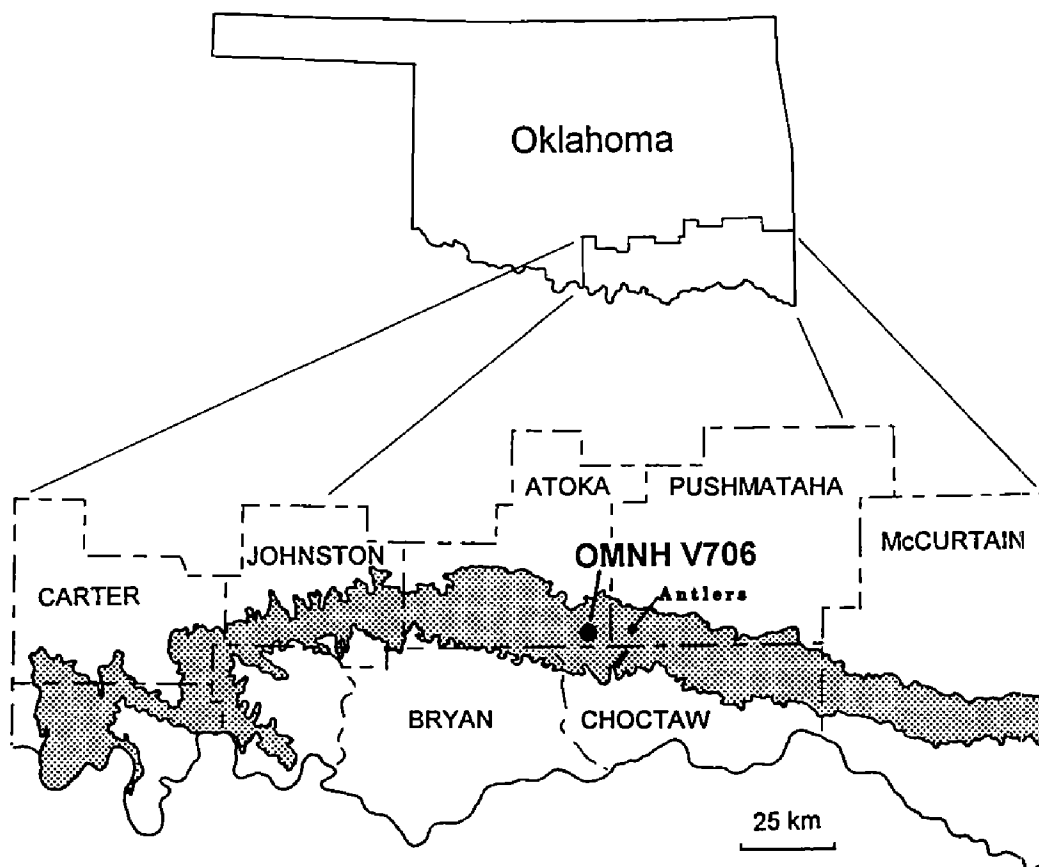 Oklahoma
ATOKA
PUSHMATAHA
JOHNSTON
McCURTAIN
OMNH V706
CARTER
Antlers
BRYAN
CHOCTAW
25 km